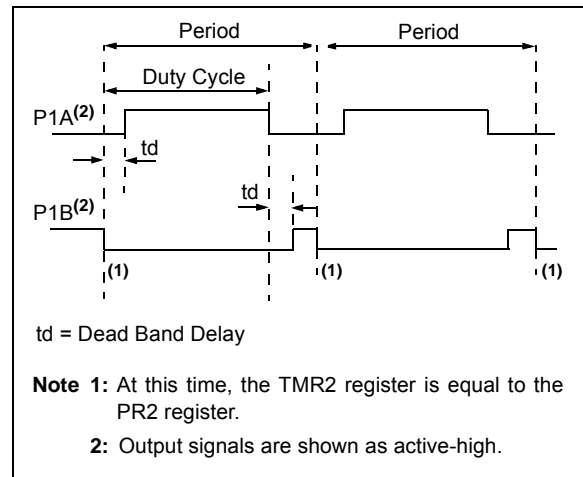 Period Period
Duty Cycle
P1A(2)
td
td
P1B(2)
(1) (1) (1)
td = Dead Band Delay
Note 1: At this time, the TMR2 register is equal to the
PR2 register.
2: Output signals are shown as active-high.